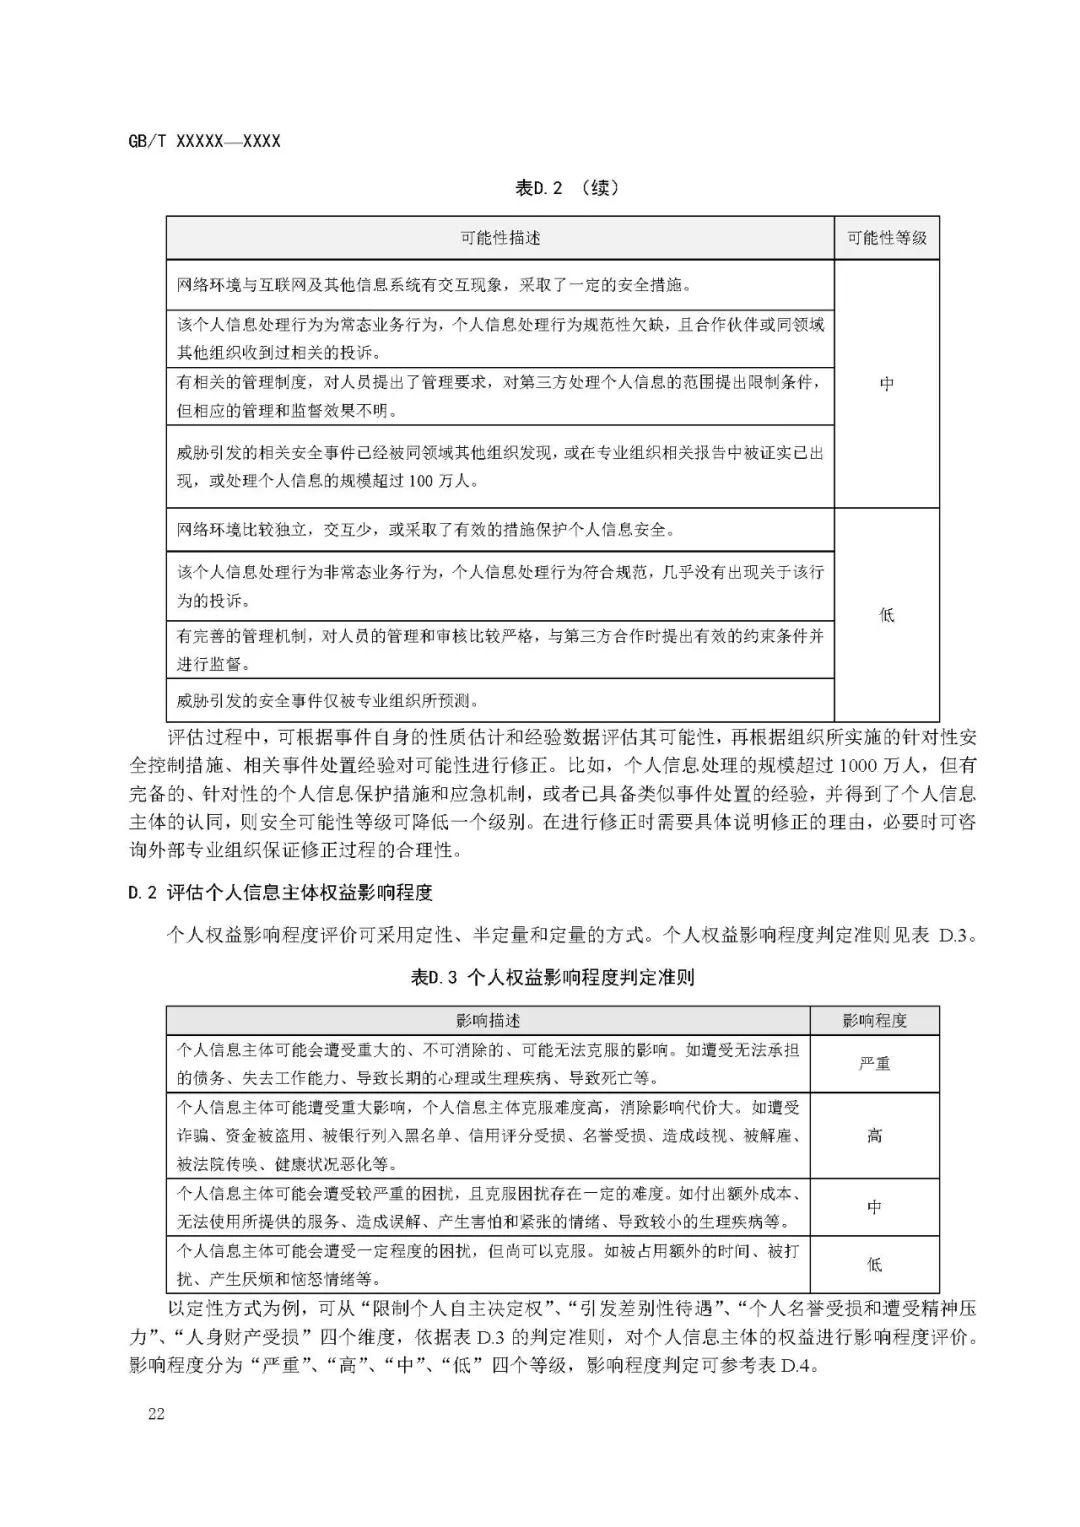 GB/T XXXXX—XXXX
表D.2 （续）
可能性描述
可能性等级
网络环境与互联网及其他信息系统有交互现象，采取了一定的安全措施。
该个人信息处理行为为常态业务行为，个人信息处理行为规范性欠缺，且合作伙伴或同领域
其他组织收到过相关的投诉。
有相关的管理制度，对人员提出了管理要求，对第三方处理个人信息的范围提出限制条件，
但相应的管理和监督效果不明。
威胁引发的相关安全事件已经被同领域其他组织发现，或在专业组织相关报告中被证实已出
现，或处理个人信息的规模超过 100 万人。
中
网络环境比较独立，交互少，或采取了有效的措施保护个人信息安全。
该个人信息处理行为非常态业务行为，个人信息处理行为符合规范，几乎没有出现关于该行
为的投诉。
有完善的管理机制，对人员的管理和审核比较严格，与第三方合作时提出有效的约束条件并
进行监督。
威胁引发的安全事件仅被专业组织所预测。
低
评估过程中，可根据事件自身的性质估计和经验数据评估其可能性，再根据组织所实施的针对性安
全控制措施、相关事件处置经验对可能性进行修正。比如，个人信息处理的规模超过 1000 万人，但有
完备的、针对性的个人信息保护措施和应急机制，或者已具备类似事件处置的经验，并得到了个人信息
主体的认同，则安全可能性等级可降低一个级别。在进行修正时需要具体说明修正的理由，必要时可咨
询外部专业组织保证修正过程的合理性。
D.2 评估个人信息主体权益影响程度
个人权益影响程度评价可采用定性、半定量和定量的方式。个人权益影响程度判定准则见表 D.3。
表D.3 个人权益影响程度判定准则
影响描述
影响程度
个人信息主体可能会遭受重大的、不可消除的、可能无法克服的影响。如遭受无法承担
的债务、失去工作能力、导致长期的心理或生理疾病、导致死亡等。
严重
个人信息主体可能遭受重大影响，个人信息主体克服难度高，消除影响代价大。如遭受
诈骗、资金被盗用、被银行列入黑名单、信用评分受损、名誉受损、造成歧视、被解雇、
被法院传唤、健康状况恶化等。
高
个人信息主体可能会遭受较严重的困扰，且克服困扰存在一定的难度。如付出额外成本、
无法使用所提供的服务、造成误解、产生害怕和紧张的情绪、导致较小的生理疾病等。
中
个人信息主体可能会遭受一定程度的困扰，但尚可以克服。如被占用额外的时间、被打
扰、产生厌烦和恼怒情绪等。
低
以定性方式为例，可从“限制个人自主决定权”、“引发差别性待遇”、“个人名誉受损和遭受精神压
力”、“人身财产受损”四个维度，依据表 D.3 的判定准则，对个人信息主体的权益进行影响程度评价。
影响程度分为“严重”、“高”、“中”、“低”四个等级，影响程度判定可参考表 D.4。
22